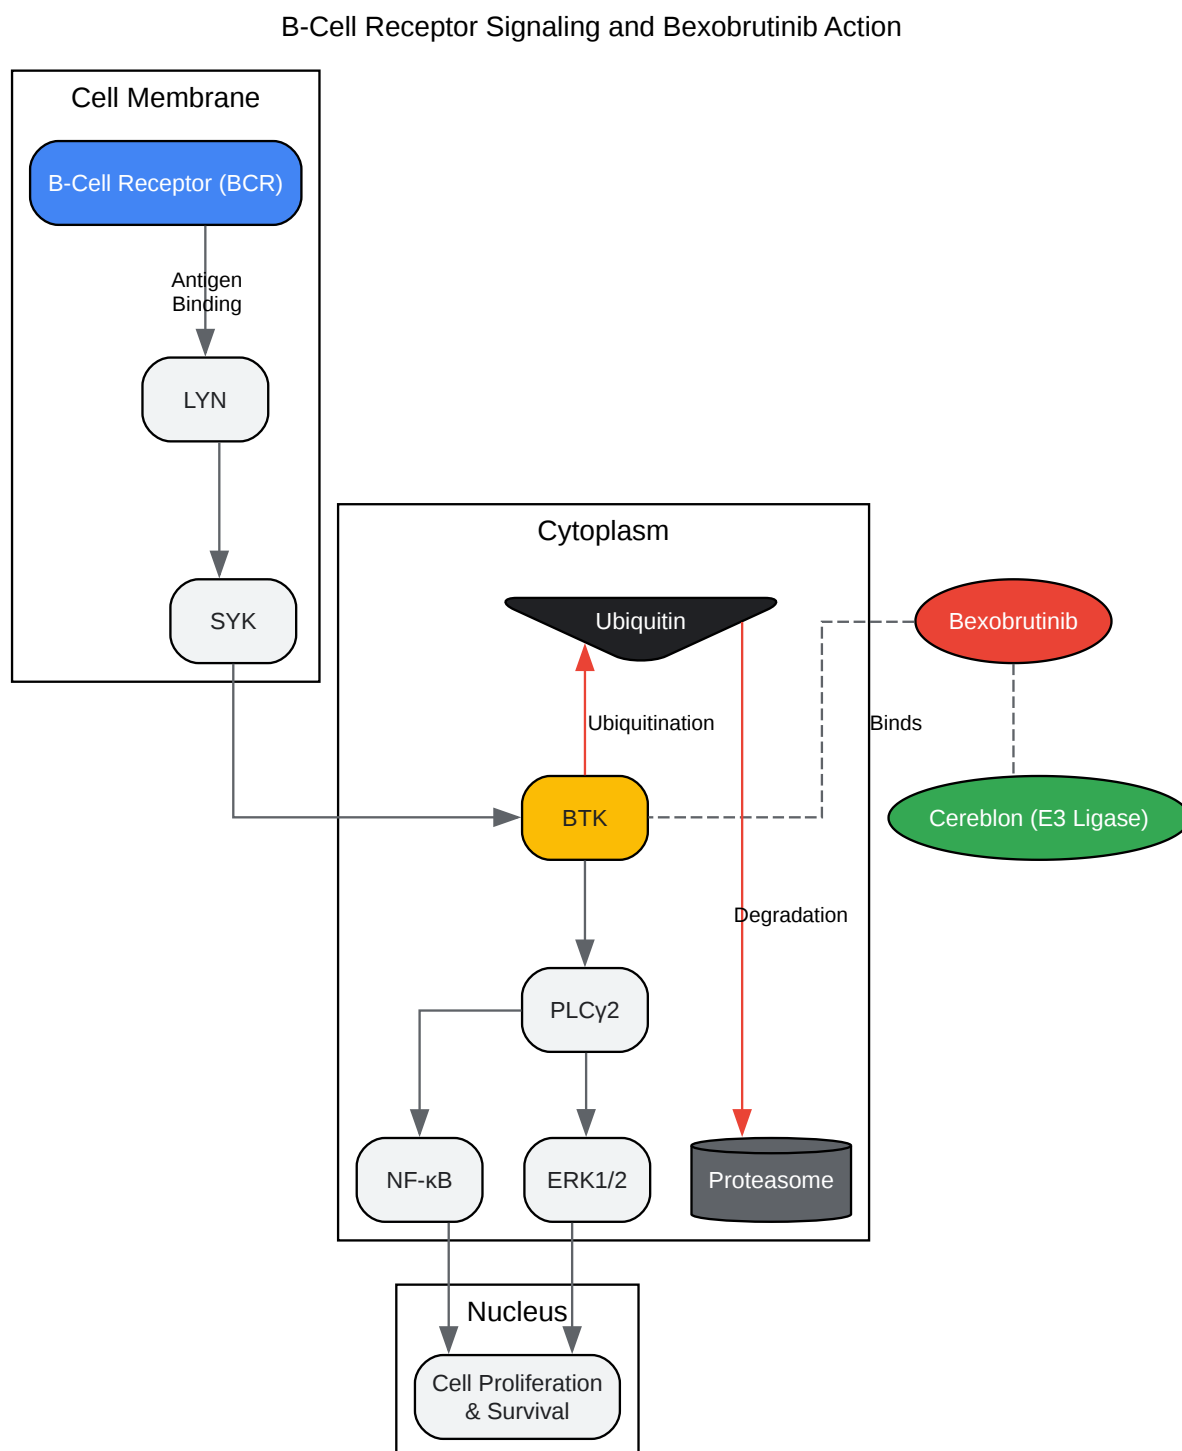 B-Cell Receptor Signaling and Bexobrutinib Action
Cell Membrane
B-Cell Receptor (BCR)
Antigen
Binding
LYN
SYK
Cytoplasm
Ubiquitin
Bexobrutinib
Ubiquitination
Binds
BTK
Cereblon (E3 Ligase)
Degradation
PLCγ2
NF-κB
ERK1/2
Proteasome
Nucleus
Cell Proliferation
& Survival